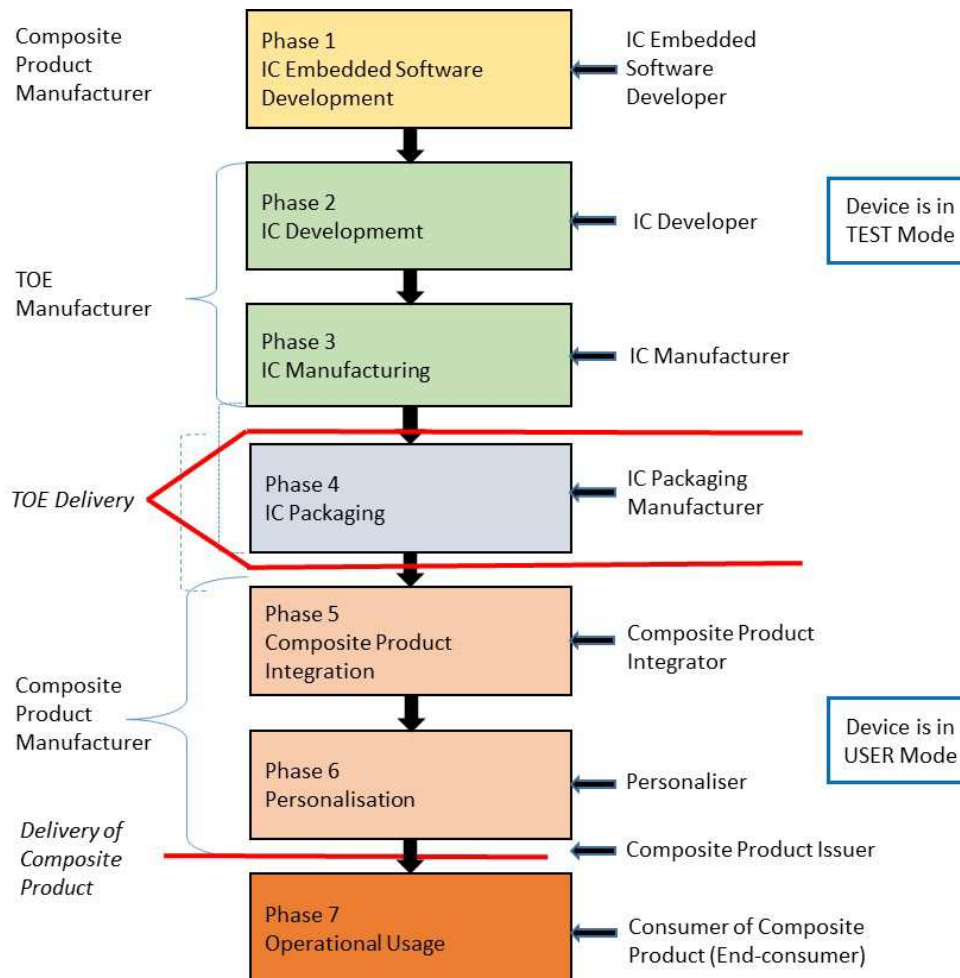 Composite
Product
Manufacturer
Phase 1
IC Embedded Software
Development
IC Embedded
Software
Developer
Phase 2
IC Developmemt
IC Developer
Device is in
TEST Mode
TOE
Manufacturer
Phase 3
IC Manufacturing
IC Manufacturer
TOE Delivery
Phase 4
IC Packaging
IC Packaging
Manufacturer
Phase 5
Composite Product
Integration
Composite Product
Integrator
Composite
Product
Manufacturer
Device is in
USER Mode
Phase 6
Personalisation
Personaliser
Delivery of
Composite
Product
Composite Product Issuer
Phase 7
Operational Usage
Consumer of Composite
Product (End-consumer)